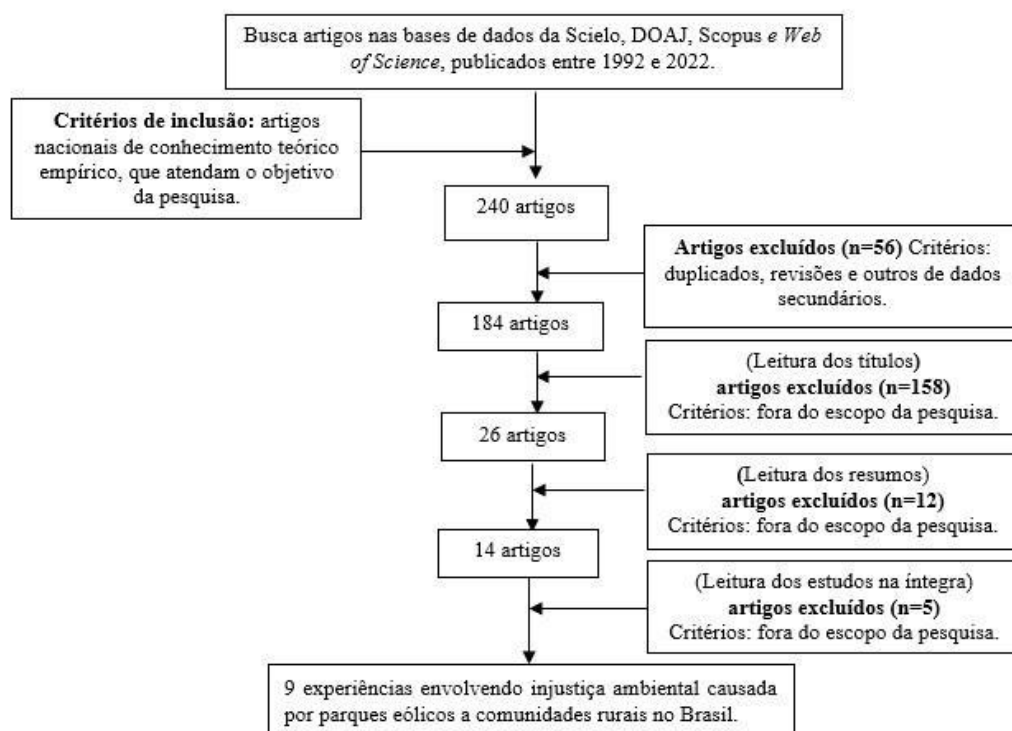 Busca artigos nas bases de dados da Scielo, DOAJ, Scopus e Web
of Science, publicados entre 1992 e 2022.
Critérios de inclusão: artigos
nacionais de conhecimento teórico
empírico, que atendam o objetivo
da pesquisa.
240 artigos
Artigos excluídos (n=56) Critérios:
duplicados, revisões e outros de dados
secundários.
184 artigos
(Leitura dos títulos)
artigos excluídos (n=158)
Critérios: fora do escopo da pesquisa.
26 artigos
(Leitura dos resumos)
artigos excluídos (n=12)
Critérios: fora do escopo da pesquisa.
14 artigos
(Leitura dos estudos na íntegra)
artigos excluídos (n=5)
Critérios: fora do escopo da pesquisa.
9 experiências envolvendo injustiça ambiental causada
por parques eólicos a comunidades rurais no Brasil.